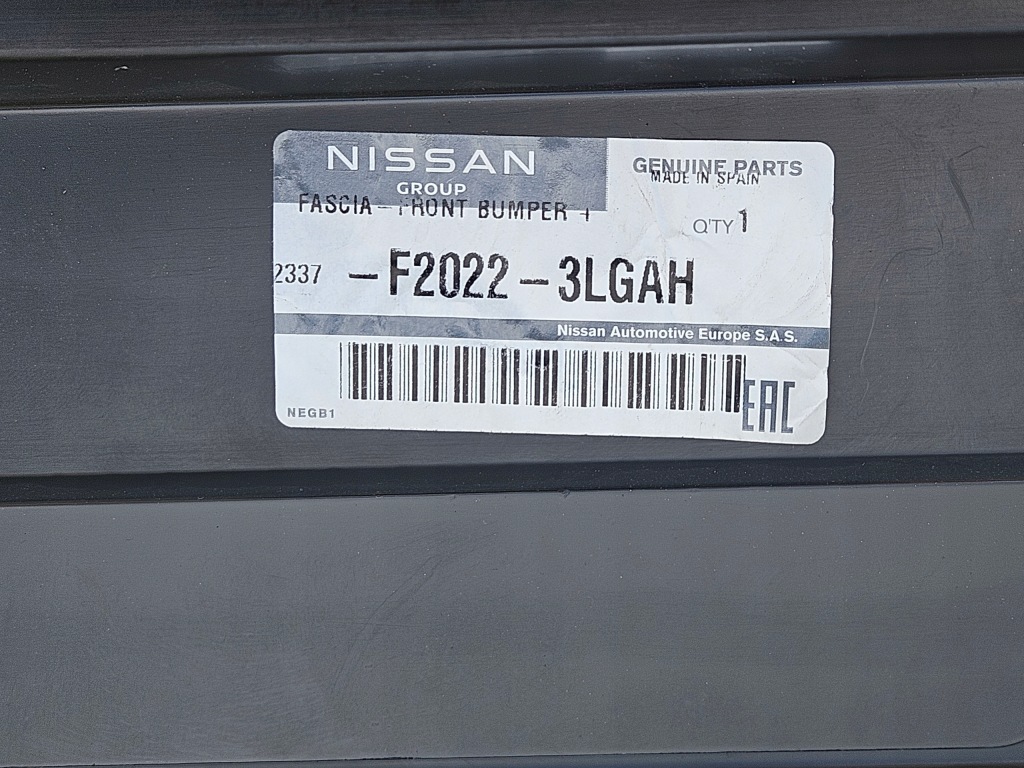 NISSAN
GROUP
GENUINE PARTS
MADE IN SPAIN
FASCIA-FRONT BUMPER
Q'TY 1
2337 -F2022-3LGAH
Nissan Automotive Europe S.A.S.
NEGB1
EAC